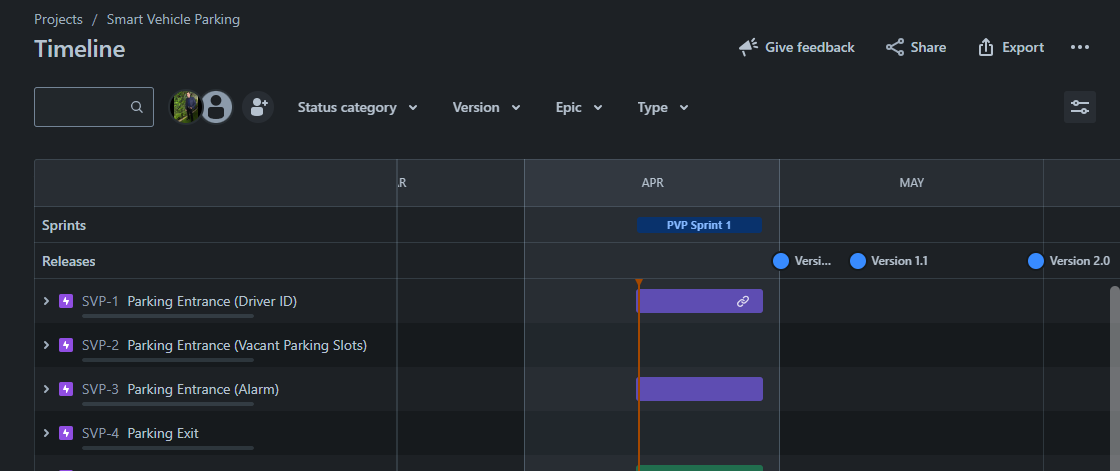 Projects / Smart Vehicle Parking
Timeline
Give feedback Share Export
Status category Version Epic Type
APR MAY
Sprints PVP Sprint 1
Releases Versi... Version 1.1 Version 2.0
SVP-1 Parking Entrance (Driver ID)
SVP-2 Parking Entrance (Vacant Parking Slots)
SVP-3 Parking Entrance (Alarm)
SVP-4 Parking Exit